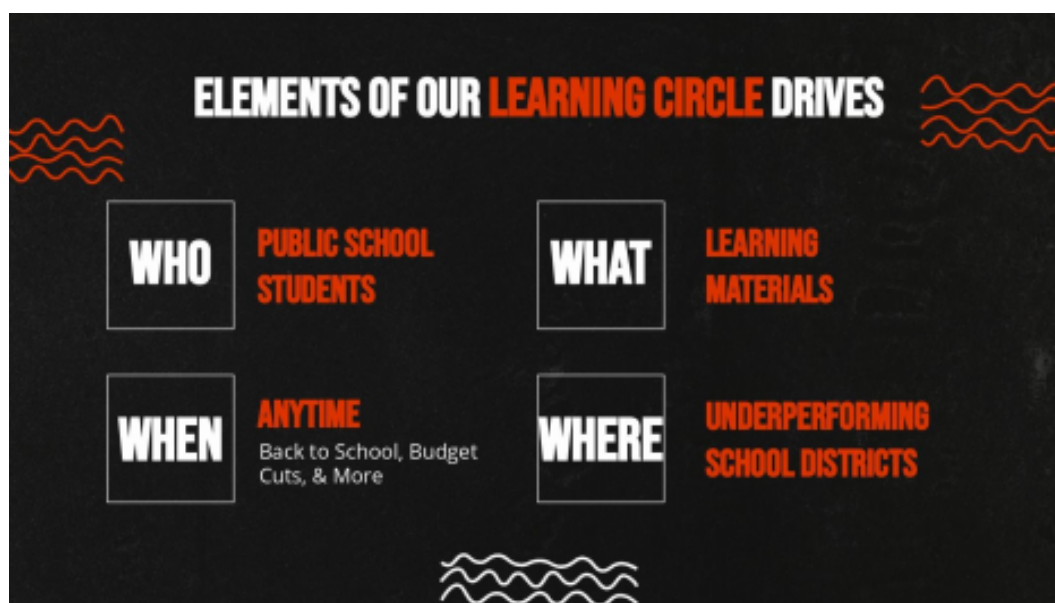 ELEMENTS OF OUR LEARNING CIRCLE DRIVES
WHO
PUBLIC SCHOOL
STUDENTS
WHAT
LEARNING
MATERIALS
WHEN
ANYTIME
Back to School, Budget
Cuts, & More
WHERE
UNDERPERFORMING
SCHOOL DISTRICTS